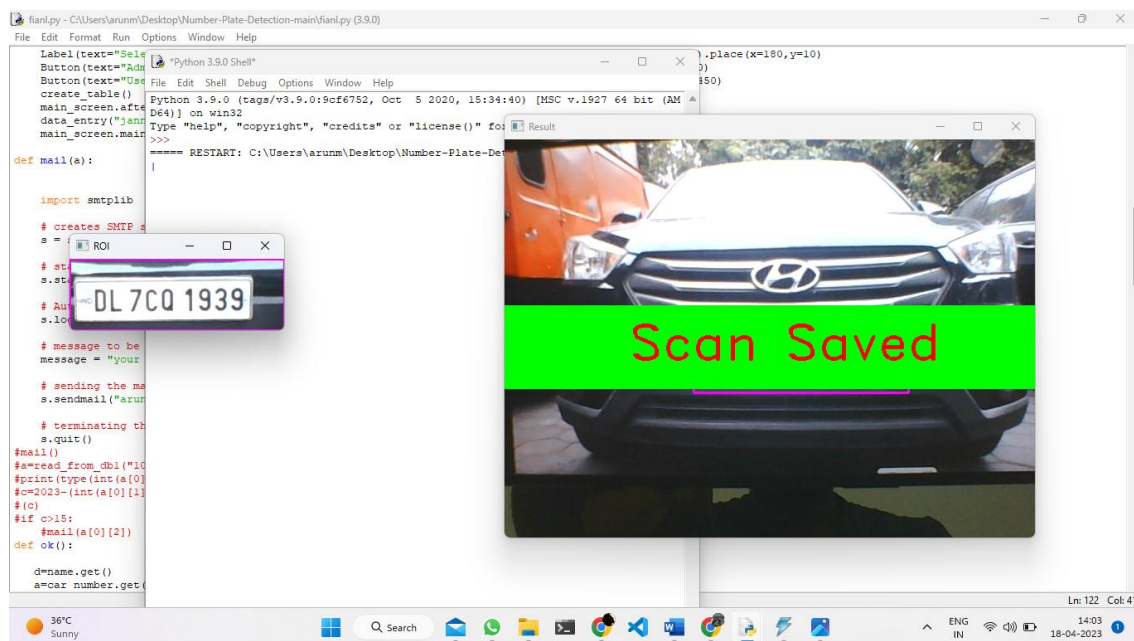 fianl.py - C:\Users\arunm\Desktop\Number-Plate-Detection-main\fianl.py (3.9.0)
File Edit Format Run Options Window Help
Label(text="Sele
).place(x=180,y=10)
Button(text="Adm
Button(text="Use
create_table()
main_screen.afte
data_entry("jann
main_screen.main
def mail(a):
import smtplib
# creates SMTP s
s =
# sta
s.sta
# Au
s.lo
# message to be
message = "your
# sending the ma
s.sendmail("arun
# terminating th
s.quit()
#mail()
#a=read_from_db1("10
#print(type(int(a[0]
#c=2023-(int(a[0][1]
#(c)
#if c>15:
#mail(a[0][2])
def ok():
d=name.get()
a=car_number.get(
*Python 3.9.0 Shell*
File Edit Shell Debug Options Window Help
Python 3.9.0 (tags/v3.9.0:9cf6752, Oct 5 2020, 15:34:40) [MSC v.1927 64 bit (AM
D64)] on win32
Type "help", "copyright", "credits" or "license()" for
>>>
===== RESTART: C:\Users\arunm\Desktop\Number-Plate-Det
ROI
DL 7CQ 1939
Result
Scan Saved
Ln: 122 Col: 4
36°C
Sunny
Search
ENG
IN
14:03
18-04-2023
1